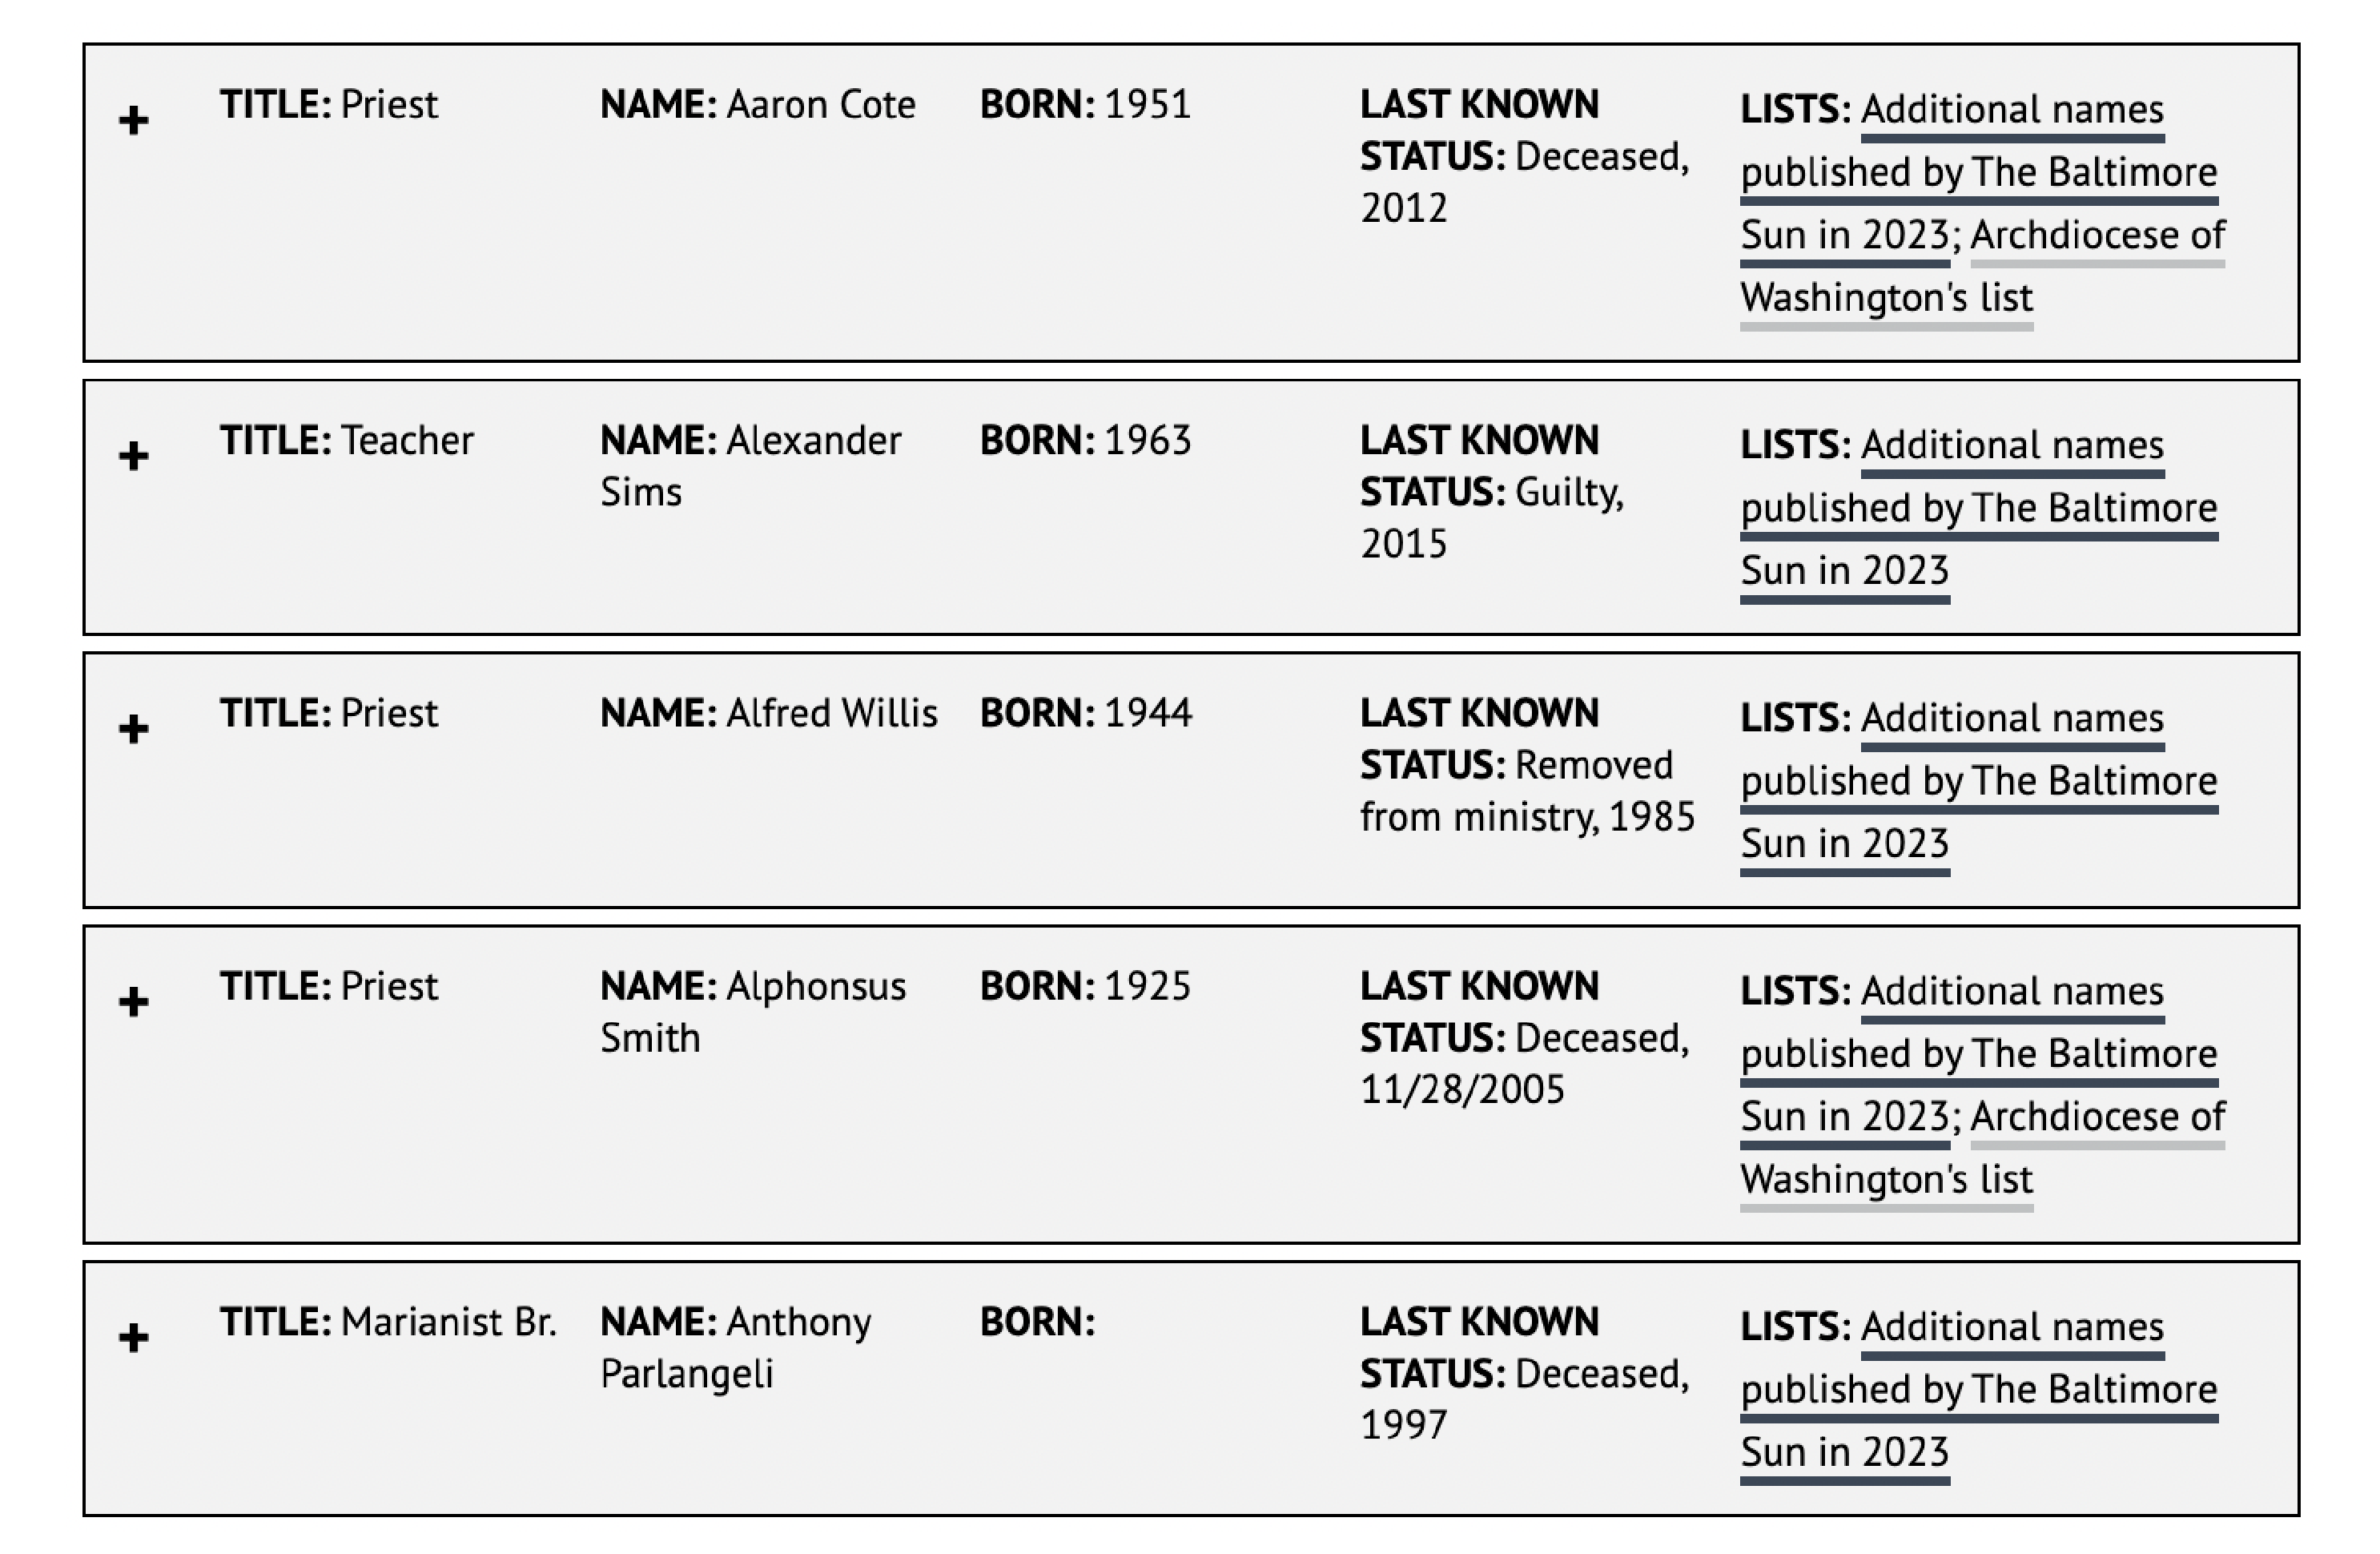 + TITLE: Priest NAME: Aaron Cote BORN: 1951 LAST KNOWN STATUS: Deceased, 2012 LISTS: Additional names published by The Baltimore Sun in 2023; Archdiocese of Washington's list
+ TITLE: Teacher NAME: Alexander Sims BORN: 1963 LAST KNOWN STATUS: Guilty, 2015 LISTS: Additional names published by The Baltimore Sun in 2023
+ TITLE: Priest NAME: Alfred Willis BORN: 1944 LAST KNOWN STATUS: Removed from ministry, 1985 LISTS: Additional names published by The Baltimore Sun in 2023
+ TITLE: Priest NAME: Alphonsus Smith BORN: 1925 LAST KNOWN STATUS: Deceased, 11/28/2005 LISTS: Additional names published by The Baltimore Sun in 2023; Archdiocese of Washington's list
+ TITLE: Marianist Br. NAME: Anthony Parlangeli BORN: LAST KNOWN STATUS: Deceased, 1997 LISTS: Additional names published by The Baltimore Sun in 2023